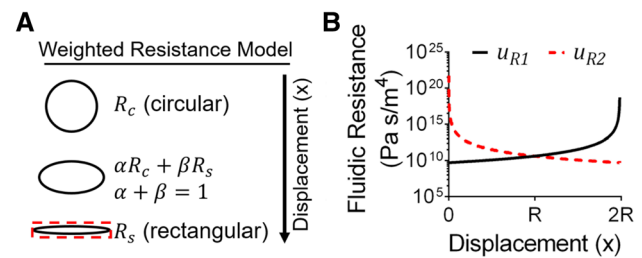 A
Weighted Resistance Model
R_c (circular)
αR_c + βR_s
α + β = 1
R_s (rectangular)
Displacement (x)
B
u_R1
u_R2
Fluidic Resistance
(Pa s/m^4)
10^25
10^20
10^15
10^10
10^5
0
R
2R
Displacement (x)